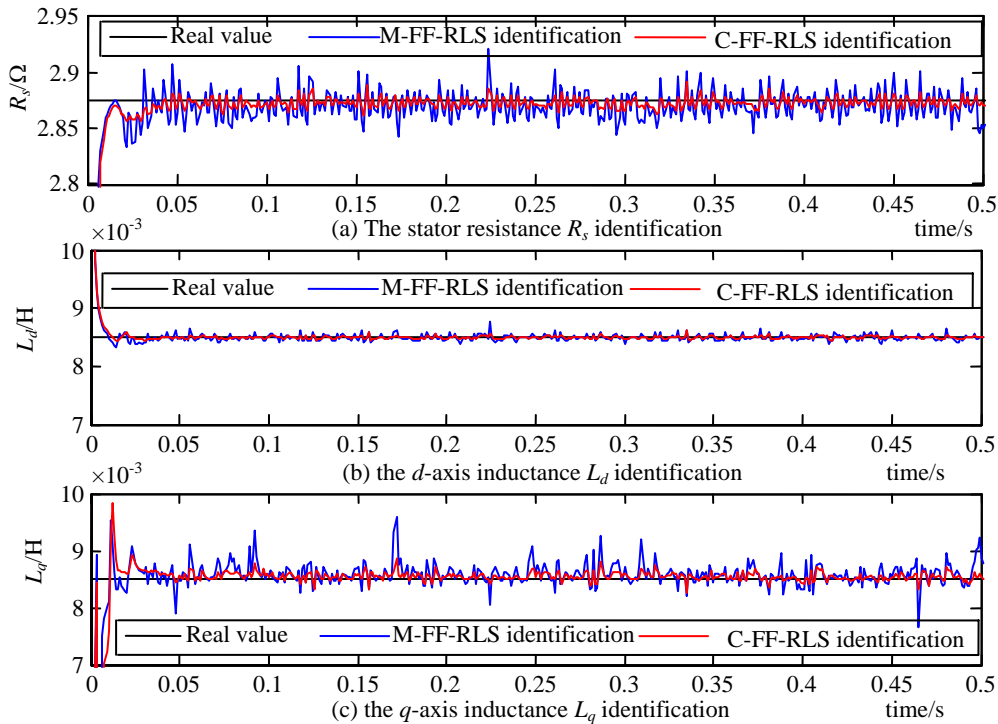 2.95
Real value M-FF-RLS identification C-FF-RLS identification
2.9
Rs/Ω
2.85
2.8
0 0.05 0.1 0.15 0.2 0.25 0.3 0.35 0.4 0.45 0.5
(a) The stator resistance Rs identification time/s
×10⁻³
10
Real value M-FF-RLS identification C-FF-RLS identification
9
Ld/H
8
7
0 0.05 0.1 0.15 0.2 0.25 0.3 0.35 0.4 0.45 0.5
(b) the d-axis inductance Ld identification time/s
×10⁻³
10
9
Lq/H
8
Real value M-FF-RLS identification C-FF-RLS identification
7
0 0.05 0.1 0.15 0.2 0.25 0.3 0.35 0.4 0.45 0.5
(c) the q-axis inductance Lq identification time/s